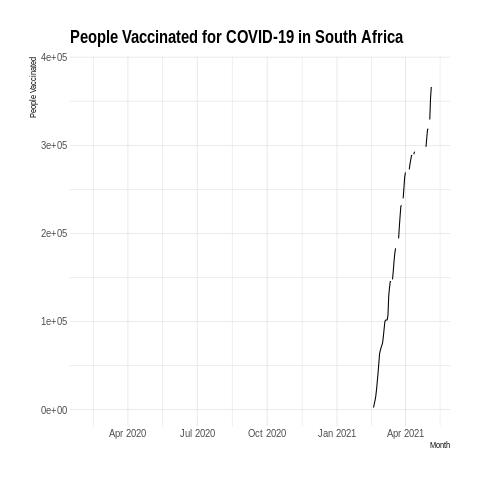 People Vaccinated for COVID-19 in South Africa
People Vaccinated
4e+05
3e+05
2e+05
1e+05
0e+00
Apr 2020 Jul 2020 Oct 2020 Jan 2021 Apr 2021
Month